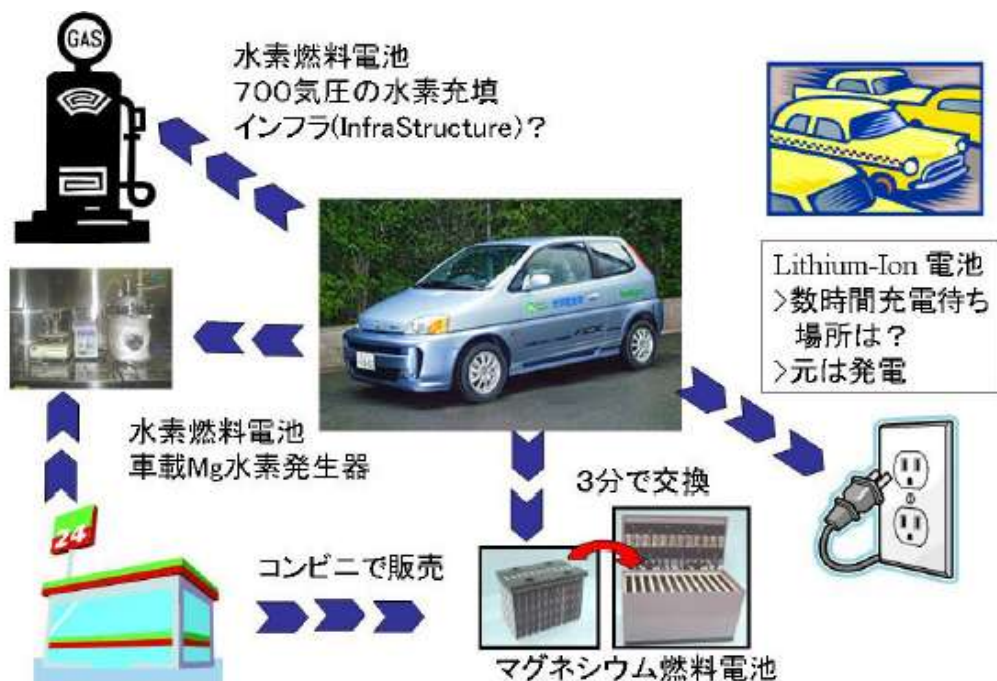 GAS
水素燃料電池
700気圧の水素充填
インフラ(InfraStructure)?
Lithium-Ion 電池
>数時間充電待ち
場所は?
>元は発電
水素燃料電池
車載Mg水素発生器
3分で交換
24
コンビニで販売
マグネシウム燃料電池